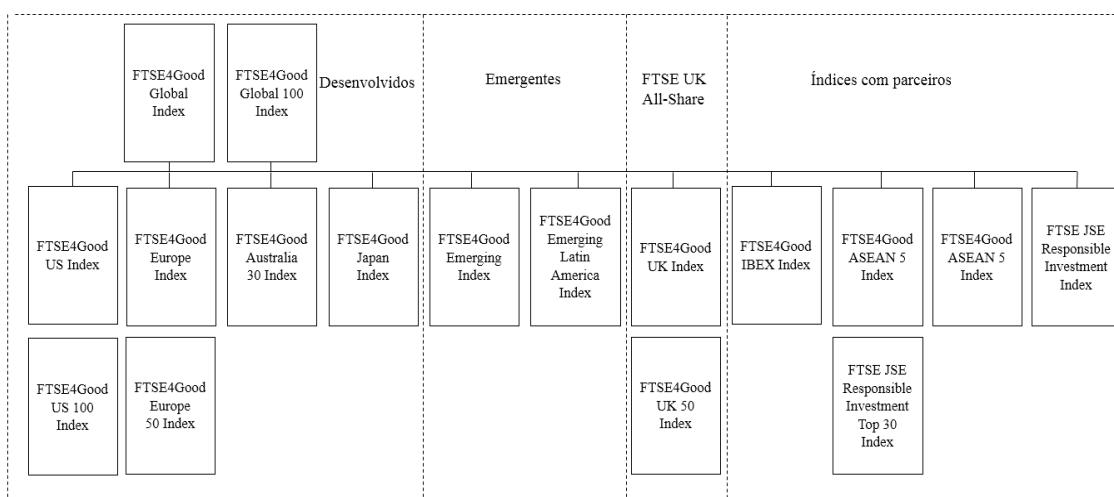 FTSE4Good
Global
Index
FTSE4Good
Global 100
Index
Desenvolvidos
Emergentes
FTSE UK
All-Share
Índices com parceiros
FTSE4Good
US Index
FTSE4Good
Europe
Index
FTSE4Good
Australia
30 Index
FTSE4Good
Japan
Index
FTSE4Good
Emerging
Index
FTSE4Good
Emerging
Latin
America
Index
FTSE4Good
UK Index
FTSE4Good
IBEX Index
FTSE4Good
ASEAN 5
Index
FTSE4Good
ASEAN 5
Index
FTSE JSE
Responsible
Investment
Index
FTSE4Good
US 100
Index
FTSE4Good
Europe
50 Index
FTSE4Good
UK 50
Index
FTSE JSE
Responsible
Investment
Top 30
Index